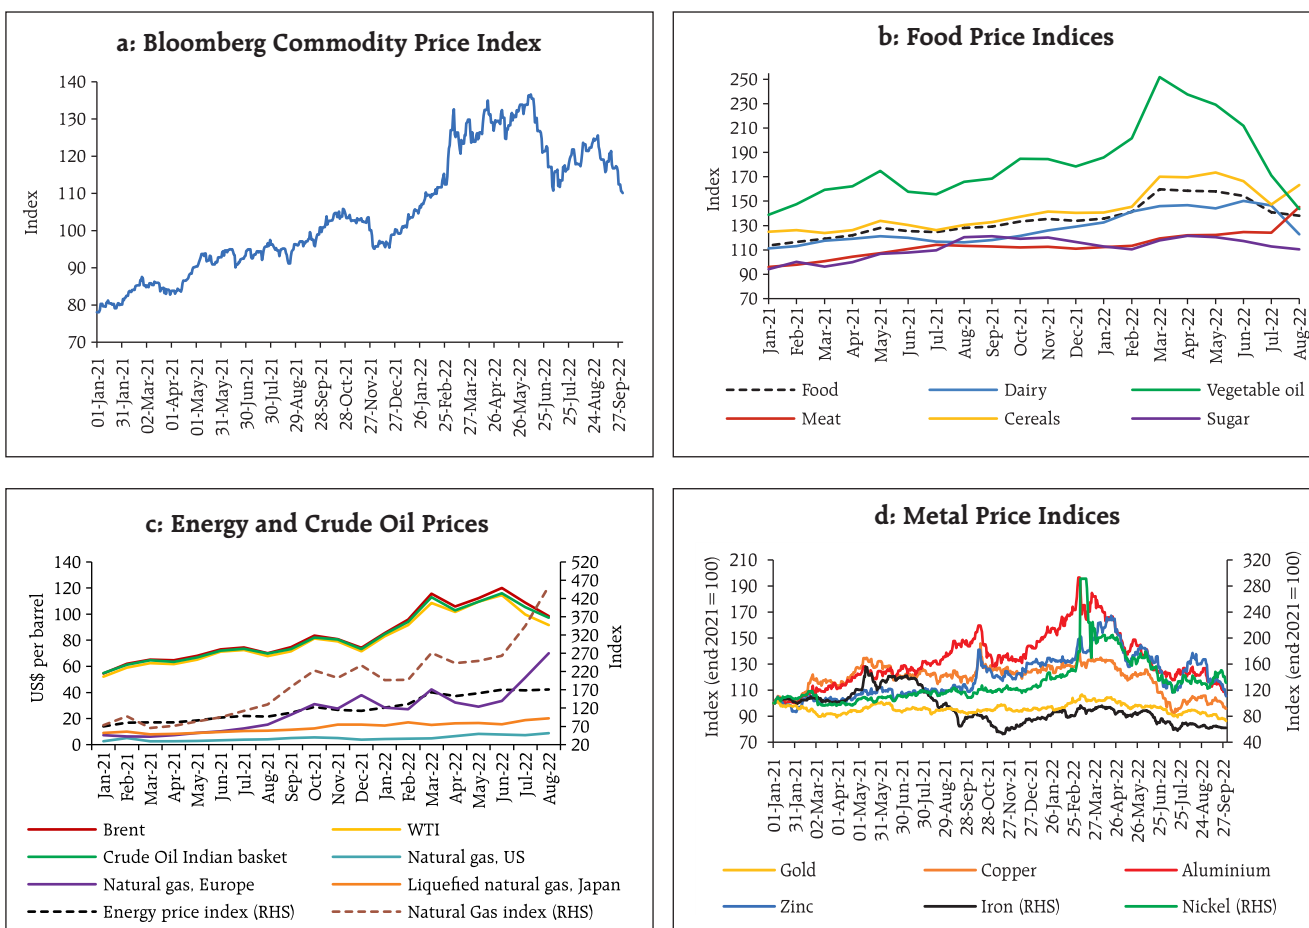 a: Bloomberg Commodity Price Index
Index
140
130
120
110
100
90
80
70
01-Jan-21
31-Jan-21
02-Mar-21
01-Apr-21
01-May-21
31-May-21
30-Jun-21
30-Jul-21
29-Aug-21
28-Sep-21
28-Oct-21
27-Nov-21
27-Dec-21
26-Jan-22
25-Feb-22
27-Mar-22
26-Apr-22
26-May-22
25-Jun-22
25-Jul-22
24-Aug-22
27-Sep-22
b: Food Price Indices
Index
250
230
210
190
170
150
130
110
90
70
Jan-21
Feb-21
Mar-21
Apr-21
May-21
Jun-21
Jul-21
Aug-21
Sep-21
Oct-21
Nov-21
Dec-21
Jan-22
Feb-22
Mar-22
Apr-22
May-22
Jun-22
Jul-22
Aug-22
Food Dairy Vegetable oil
Meat Cereals Sugar
c: Energy and Crude Oil Prices
US$ per barrel
140
120
100
80
60
40
20
0
520
470
420
370
320
270
220
170
120
70
20
Index
Jan-21
Feb-21
Mar-21
Apr-21
May-21
Jun-21
Jul-21
Aug-21
Sep-21
Oct-21
Nov-21
Dec-21
Jan-22
Feb-22
Mar-22
Apr-22
May-22
Jun-22
Jul-22
Aug-22
Brent WTI
Crude Oil Indian basket Natural gas, US
Natural gas, Europe Liquefied natural gas, Japan
Energy price index (RHS) Natural Gas index (RHS)
d: Metal Price Indices
Index (end 2021 = 100)
210
190
170
150
130
110
90
70
320
280
240
200
160
120
80
40
Index (end 2021 = 100)
01-Jan-21
31-Jan-21
02-Mar-21
01-Apr-21
01-May-21
31-May-21
30-Jun-21
30-Jul-21
29-Aug-21
28-Sep-21
28-Oct-21
27-Nov-21
27-Dec-21
26-Jan-22
25-Feb-22
27-Mar-22
26-Apr-22
26-May-22
25-Jun-22
25-Jul-22
24-Aug-22
27-Sep-22
Gold Copper Aluminium
Zinc Iron (RHS) Nickel (RHS)